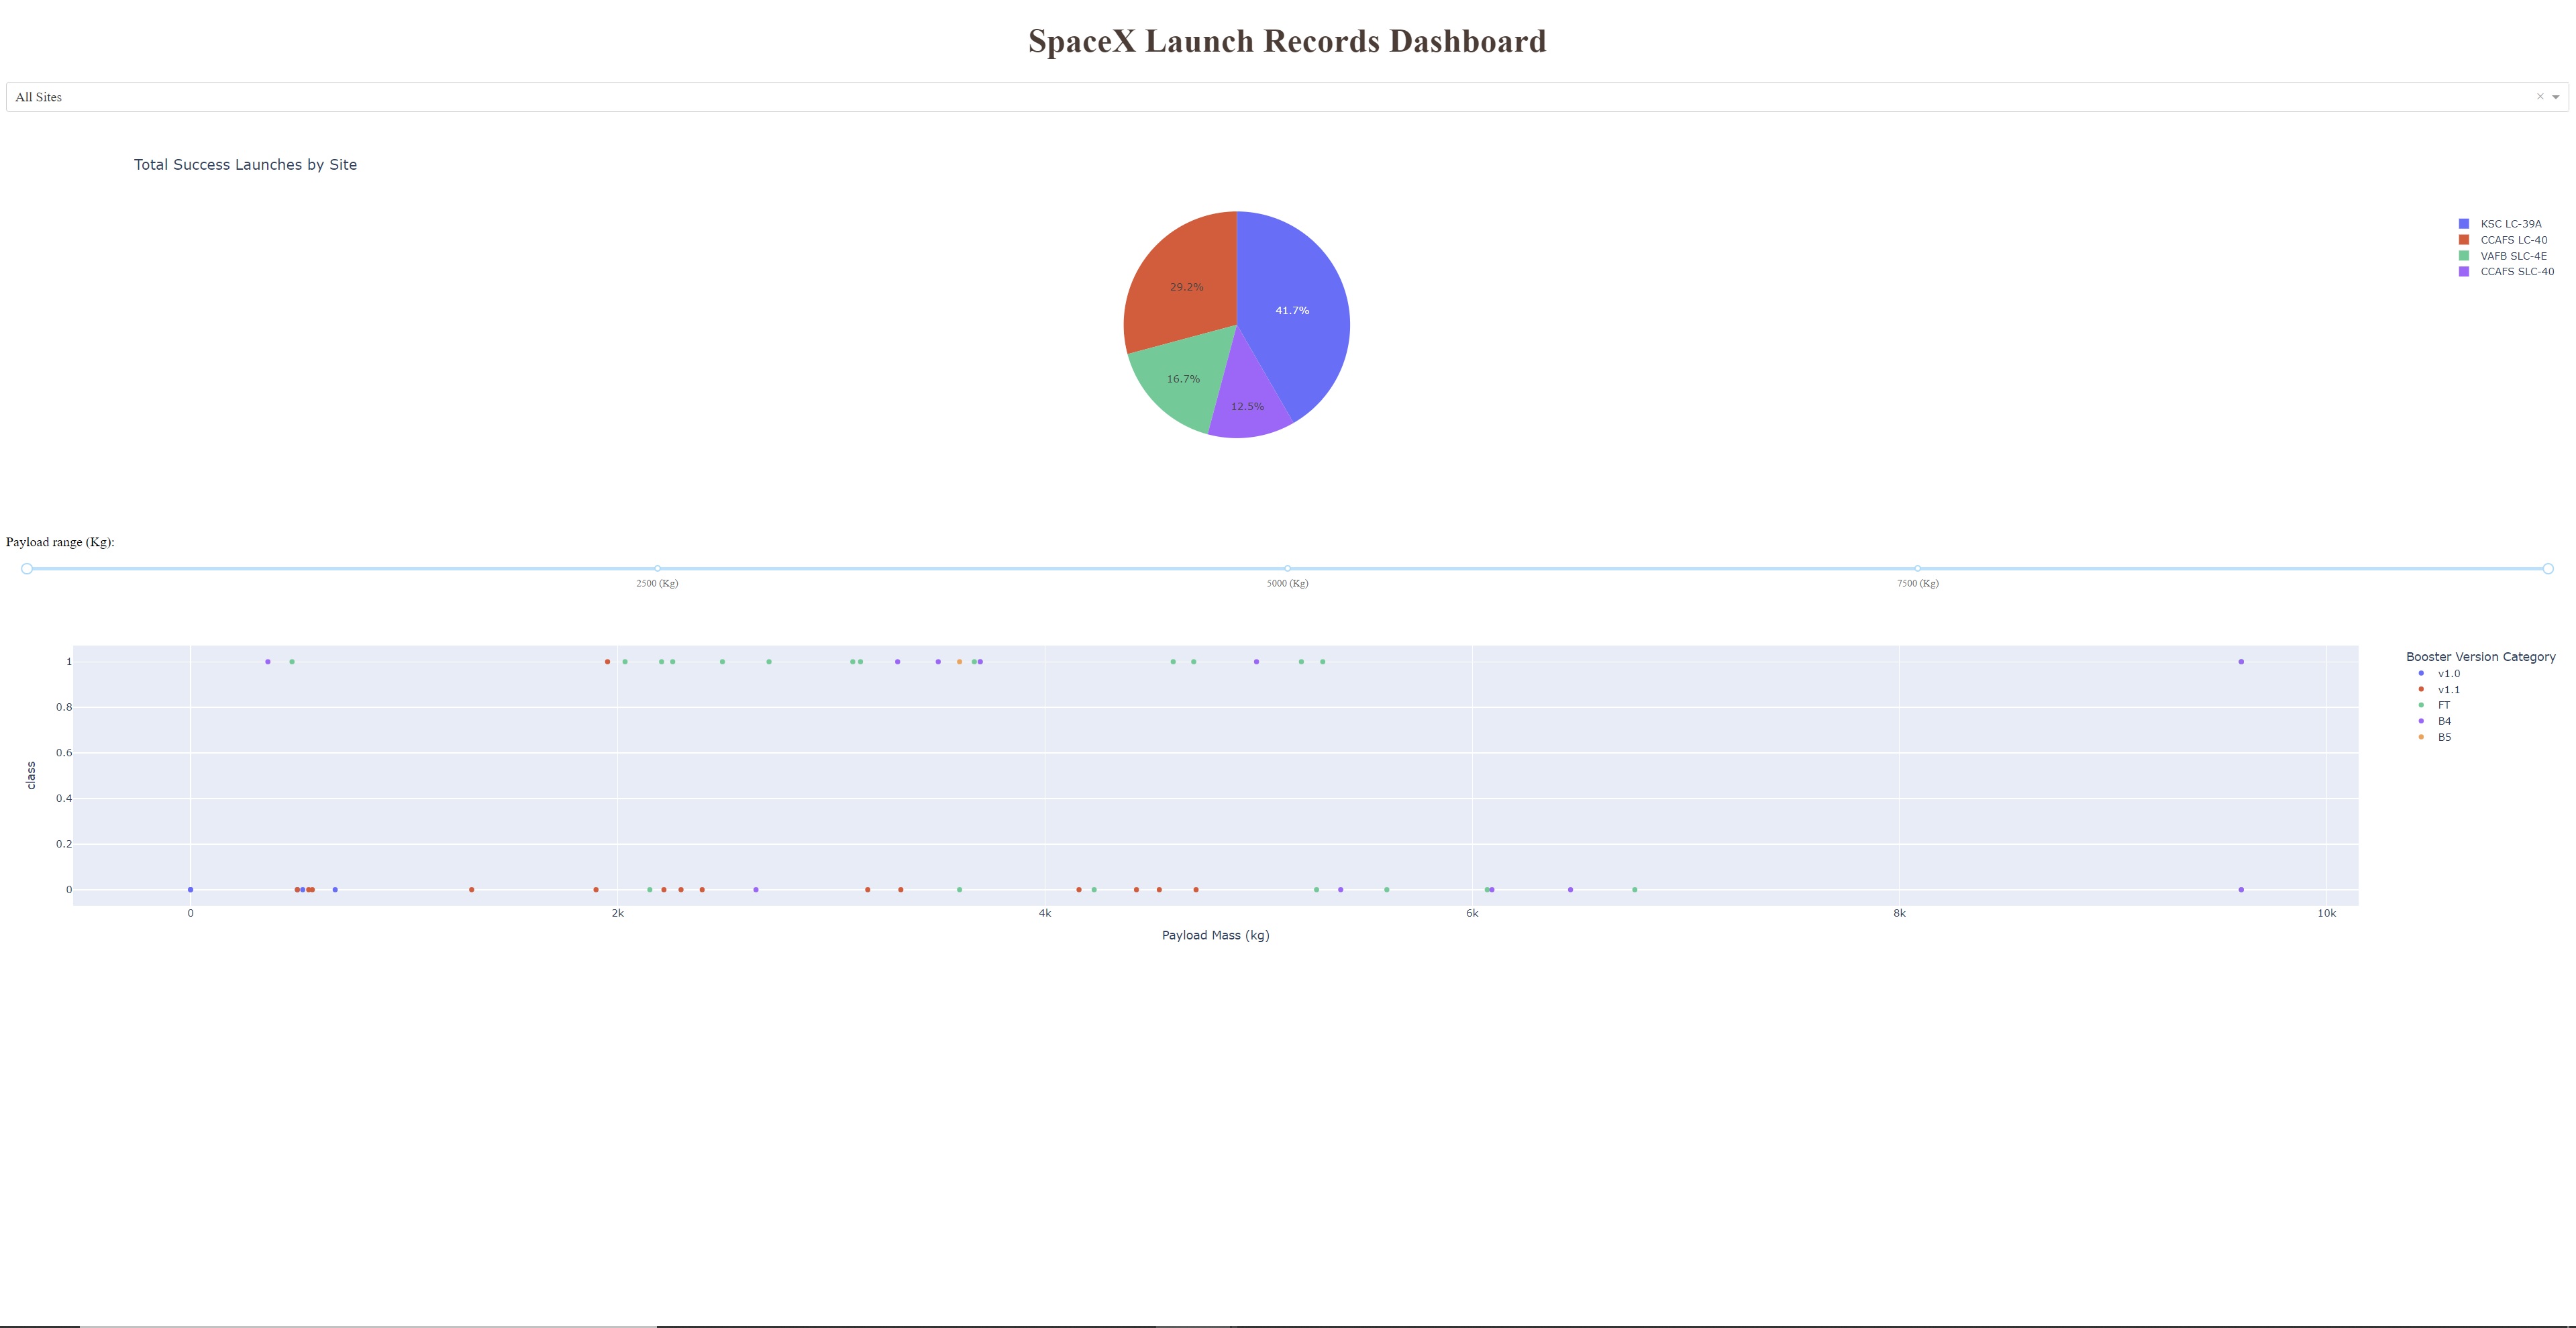 SpaceX Launch Records Dashboard
All Sites
Total Success Launches by Site
29.2%
41.7%
16.7%
12.5%
KSC LC-39A
CCAFS LC-40
VAFB SLC-4E
CCAFS SLC-40
Payload range (Kg):
2500 (Kg) 5000 (Kg) 7500 (Kg)
1
0.8
0.6
0.4
0.2
0
class
0 2k 4k 6k 8k 10k
Payload Mass (kg)
Booster Version Category
v1.0
v1.1
FT
B4
B5